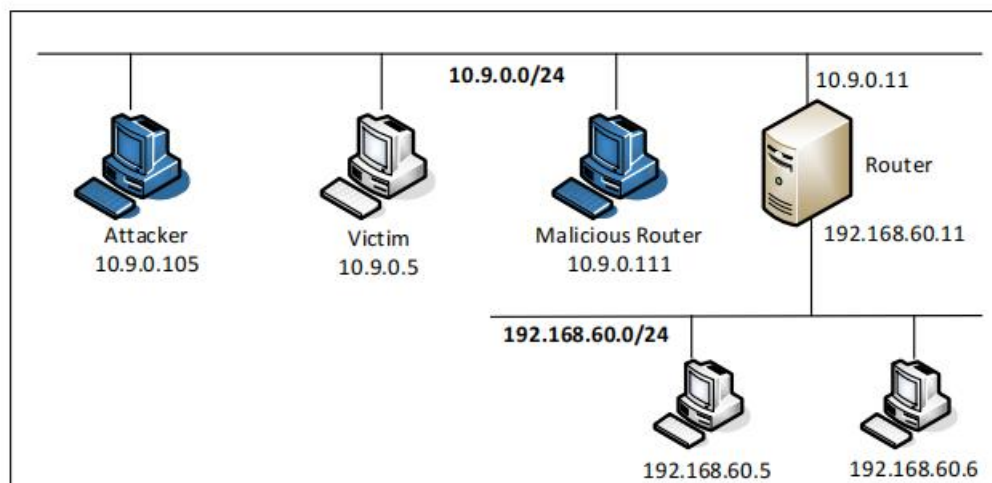 10.9.0.0/24
10.9.0.11
Router
192.168.60.11
Attacker
10.9.0.105
Victim
10.9.0.5
Malicious Router
10.9.0.111
192.168.60.0/24
192.168.60.5
192.168.60.6